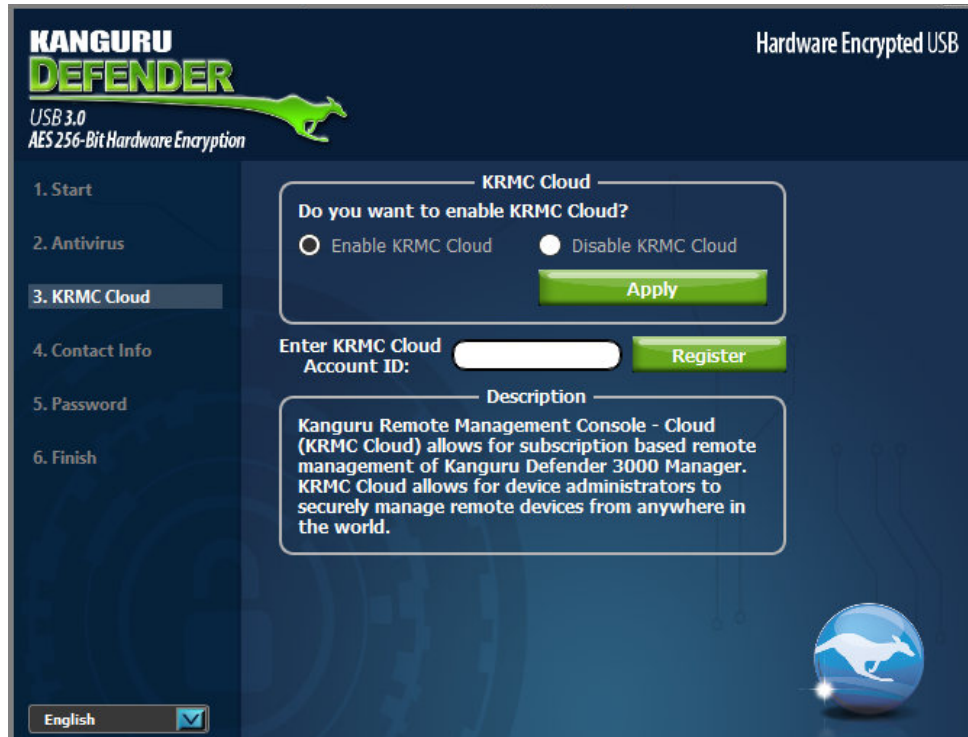 KANGURU
DEFENDER
USB 3.0
AES 256-Bit Hardware Encryption
Hardware Encrypted USB
1. Start
2. Antivirus
3. KRMC Cloud
4. Contact Info
5. Password
6. Finish
KRMC Cloud
Do you want to enable KRMC Cloud?
Enable KRMC Cloud
Disable KRMC Cloud
Apply
Enter KRMC Cloud
Account ID:
Register
Description
Kanguru Remote Management Console - Cloud
(KRMC Cloud) allows for subscription based remote
management of Kanguru Defender 3000 Manager.
KRMC Cloud allows for device administrators to
securely manage remote devices from anywhere in
the world.
English